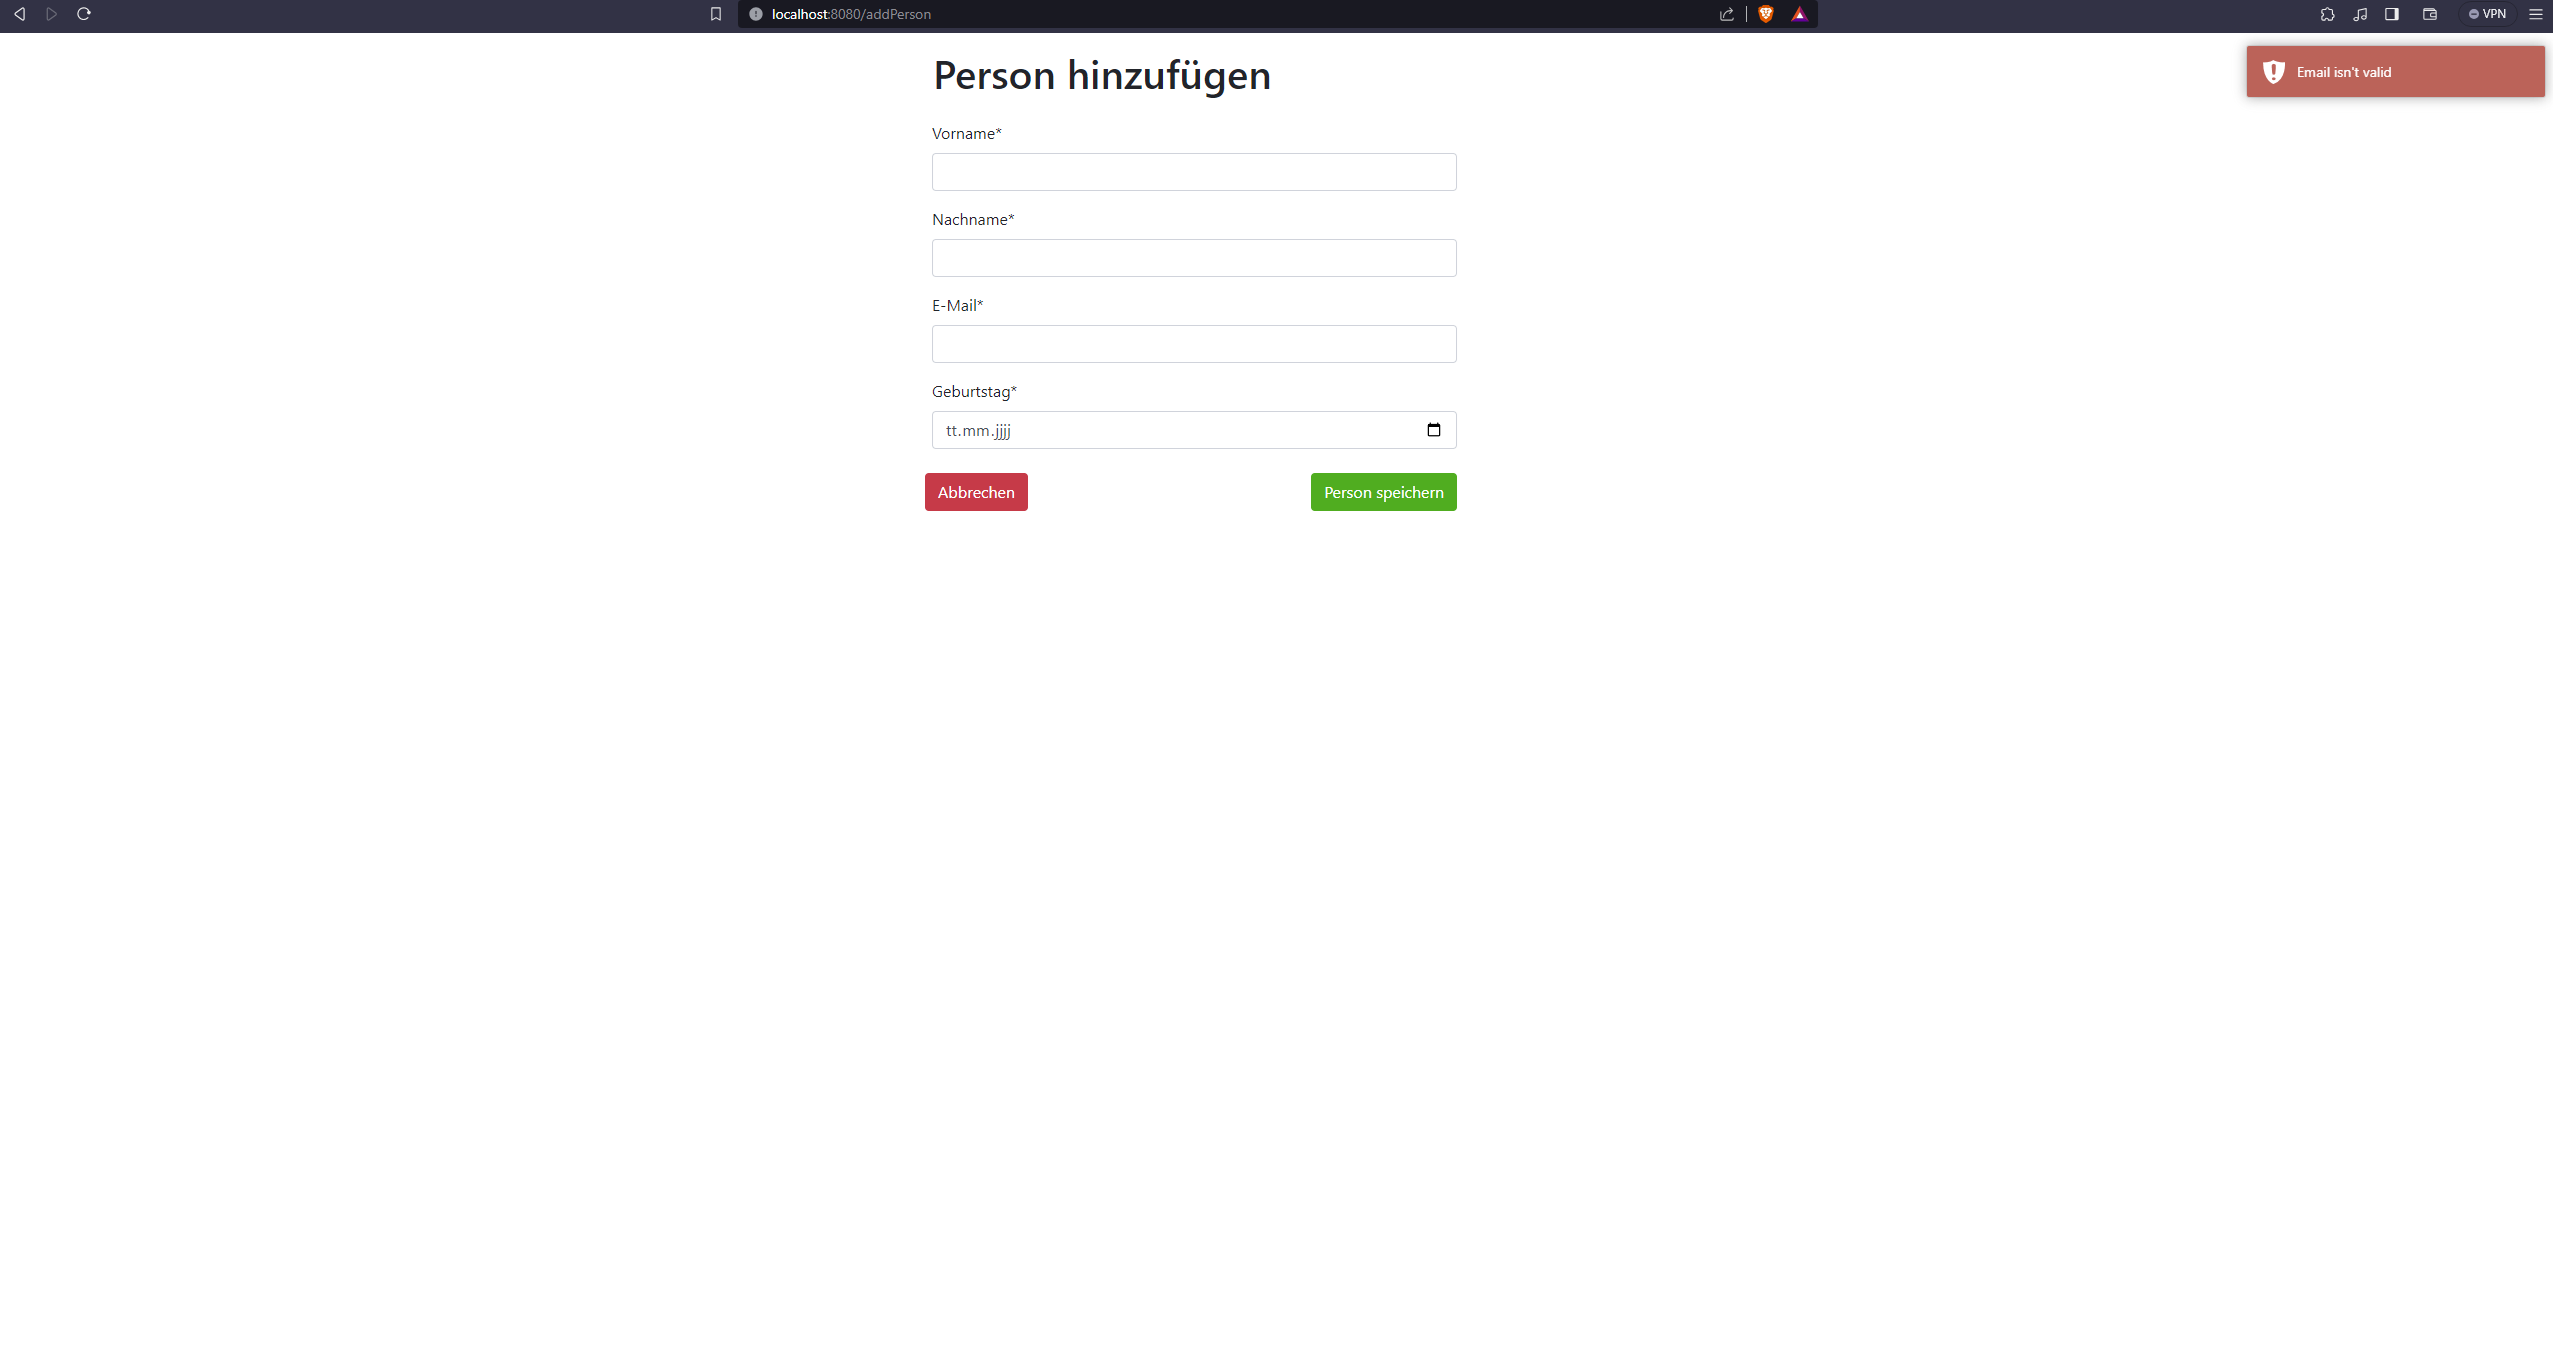 localhost:8080/addPerson
VPN
Person hinzufügen
Email isn't valid
Vorname*
Nachname*
E-Mail*
Geburtstag*
tt.mm.jjjj
Abbrechen
Person speichern